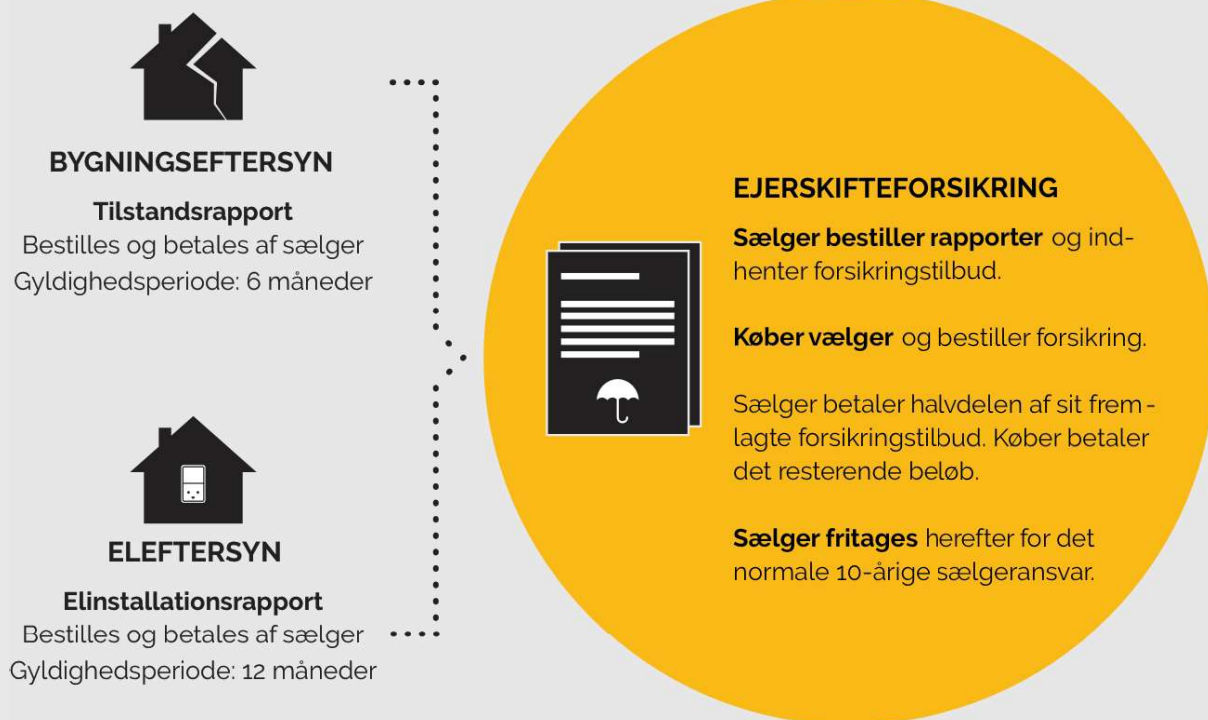 BYGNINGSEFTERSYN
Tilstandsrapport
Bestilles og betales af sælger
Gyldighedsperiode: 6 måneder
ELEFTERSYN
Elinstallationsrapport
Bestilles og betales af sælger
Gyldighedsperiode: 12 måneder
EJERSKIFTEFORSIKRING
Sælger bestiller rapporter og ind-
henter forsikringstilbud.
Køber vælger og bestiller forsikring.
Sælger betaler halvdelen af sit frem-
lagte forsikringstilbud. Køber betaler
det resterende beløb.
Sælger fritages herefter for det
normale 10-årige sælgeransvar.